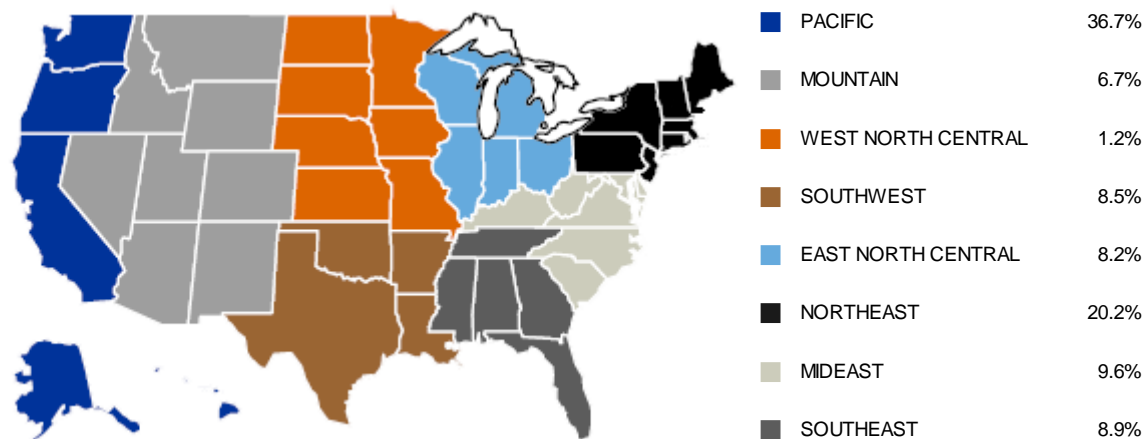 PACIFIC 36.7%
MOUNTAIN 6.7%
WEST NORTH CENTRAL 1.2%
SOUTHWEST 8.5%
EAST NORTH CENTRAL 8.2%
NORTHEAST 20.2%
MIDEAST 9.6%
SOUTHEAST 8.9%